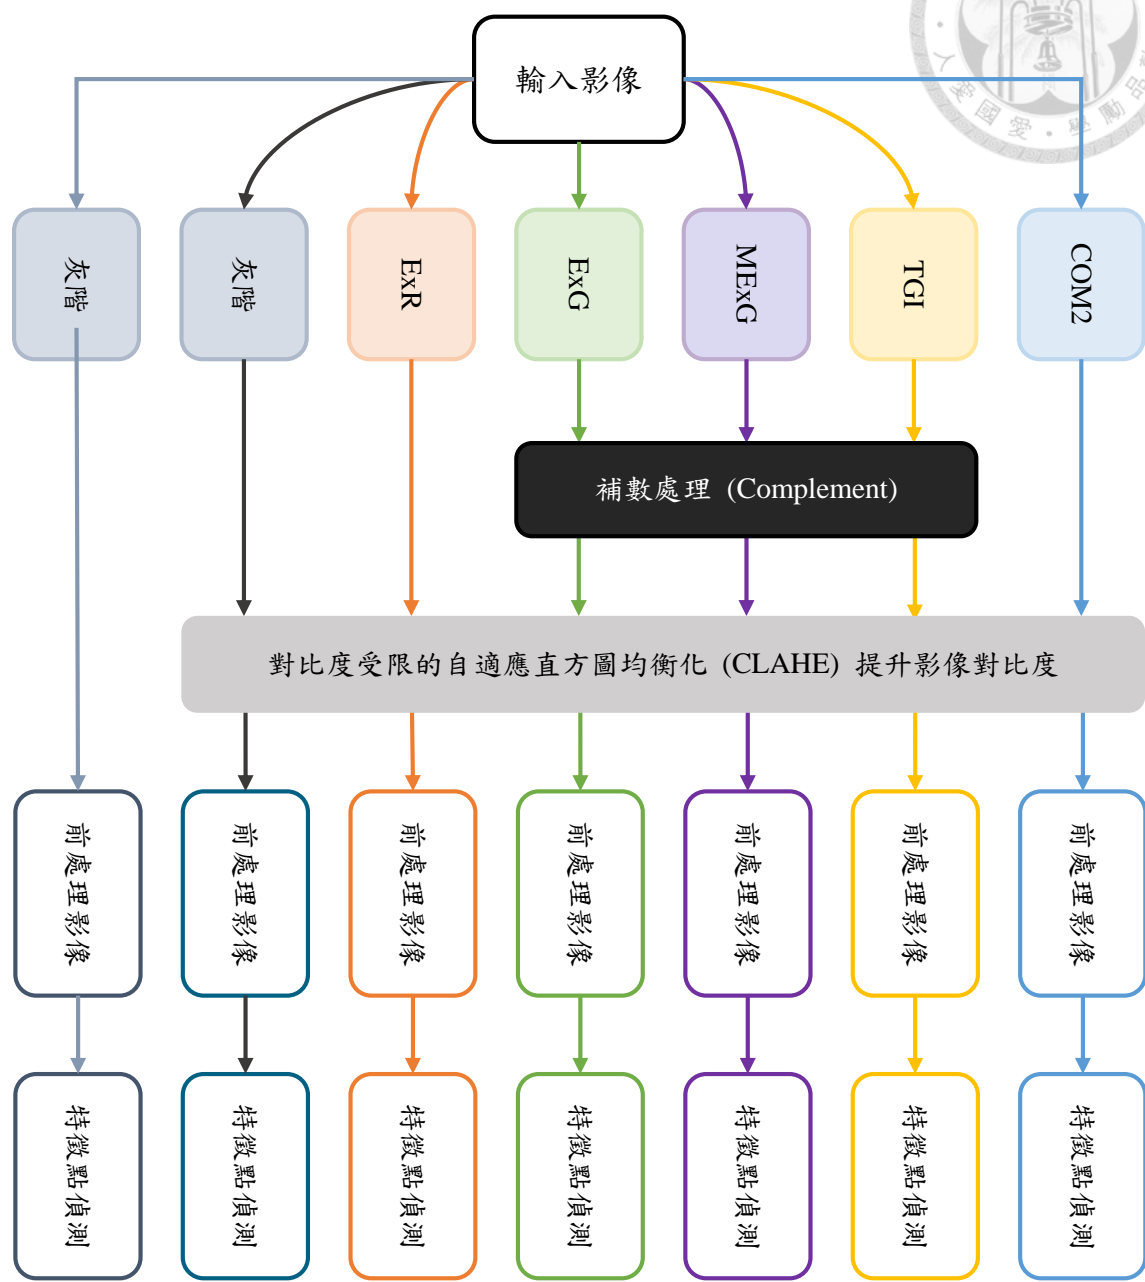 輸入影像
灰階
灰階
ExR
ExG
MExG
TGI
COM2
補數處理 (Complement)
對比度受限的自適應直方圖均衡化 (CLAHE) 提升影像對比度
前處理影像
前處理影像
前處理影像
前處理影像
前處理影像
前處理影像
前處理影像
特徵點偵測
特徵點偵測
特徵點偵測
特徵點偵測
特徵點偵測
特徵點偵測
特徵點偵測